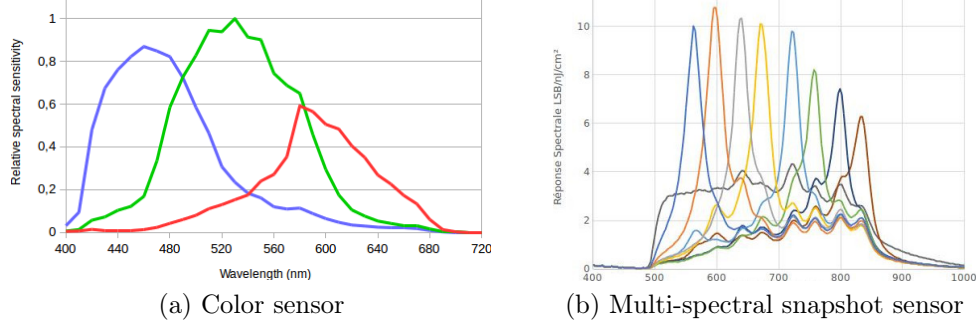 Relative spectral sensitivity
1
0,8
0,6
0,4
0,2
0
400 440 480 520 560 600 640 680 720
Wavelength (nm)
(a) Color sensor
Réponse Spectrale LSB/nJ/cm²
10
8
6
4
2
0
400 500 600 700 800 900 1000
(b) Multi-spectral snapshot sensor